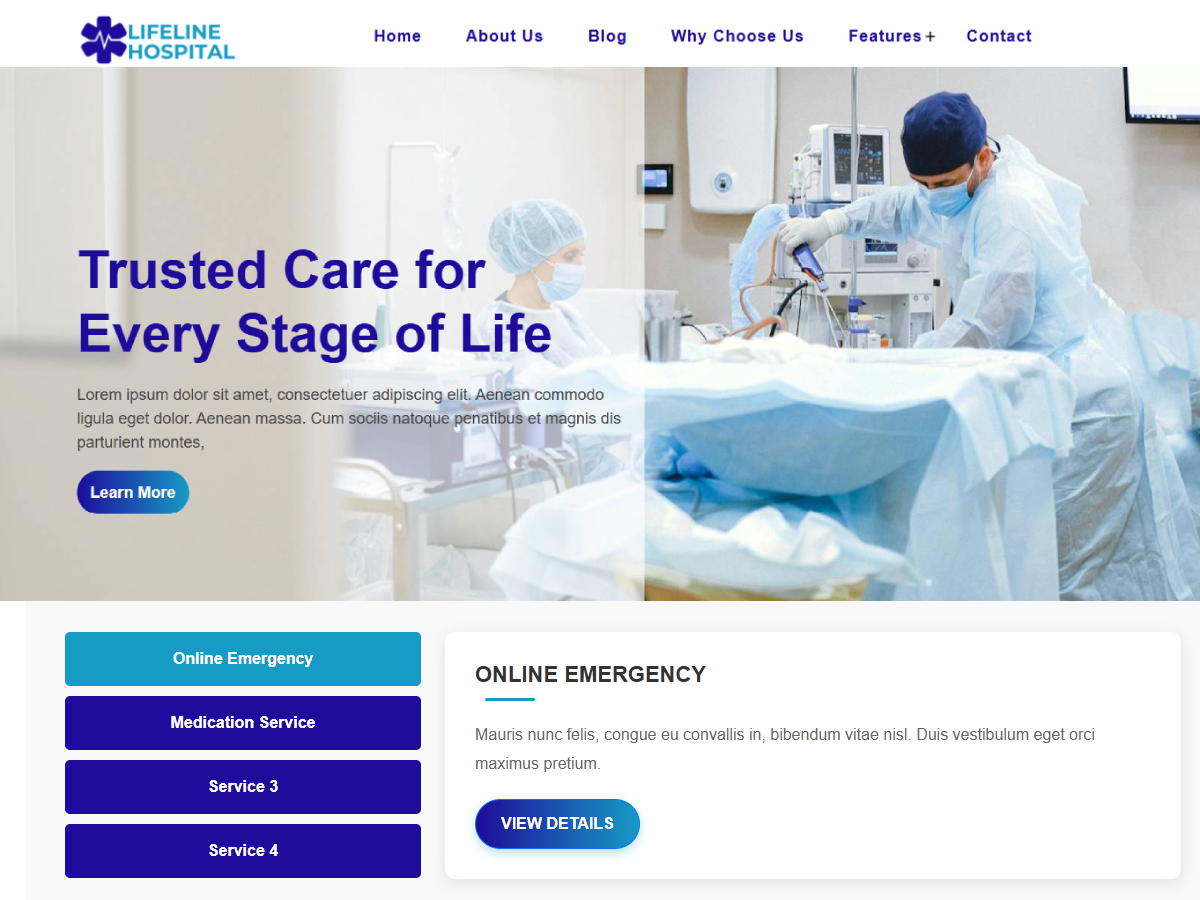 LIFELINE
HOSPITAL
Home
About Us
Blog
Why Choose Us
Features +
Contact
Trusted Care for
Every Stage of Life
Lorem ipsum dolor sit amet, consectetuer adipiscing elit. Aenean commodo
ligula eget dolor. Aenean massa. Cum sociis natoque penatibus et magnis dis
parturient montes,
Learn More
Online Emergency
Medication Service
Service 3
Service 4
ONLINE EMERGENCY
Mauris nunc felis, congue eu convallis in, bibendum vitae nisl. Duis vestibulum eget orci
maximus pretium.
VIEW DETAILS